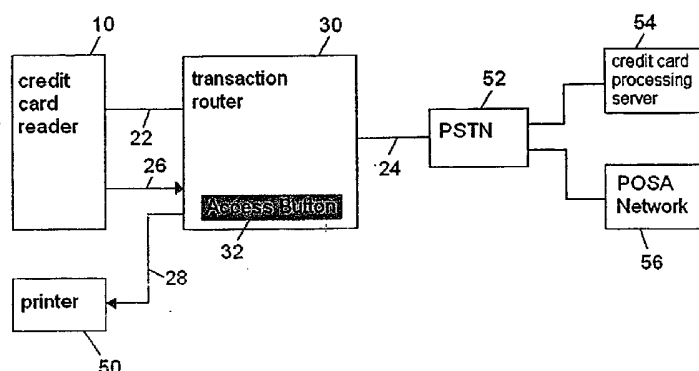 10
30
54
credit
card
reader
transaction
router
credit card
processing
server
52
PSTN
22
24
26
Access Button
32
POSA
Network
56
28
printer
50